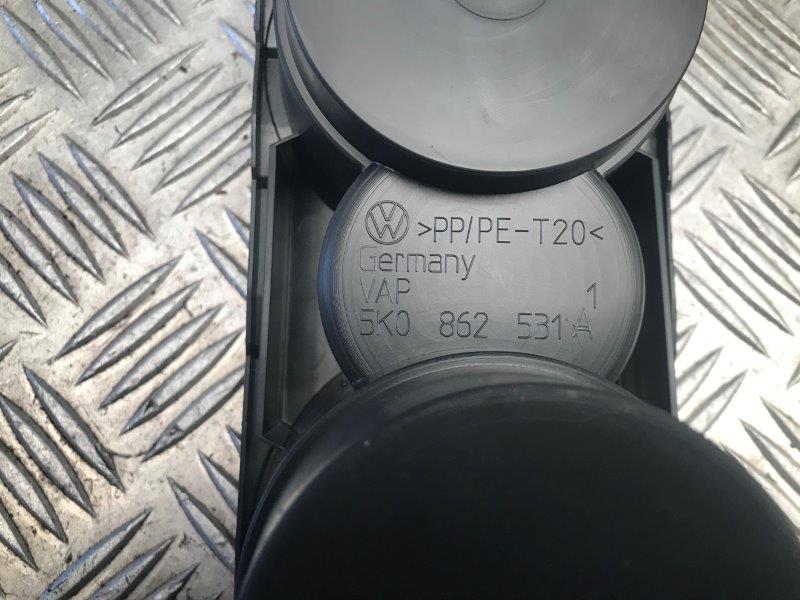 >PP/PE-T20<
Germany
VAP 1
5K0 862 531 A